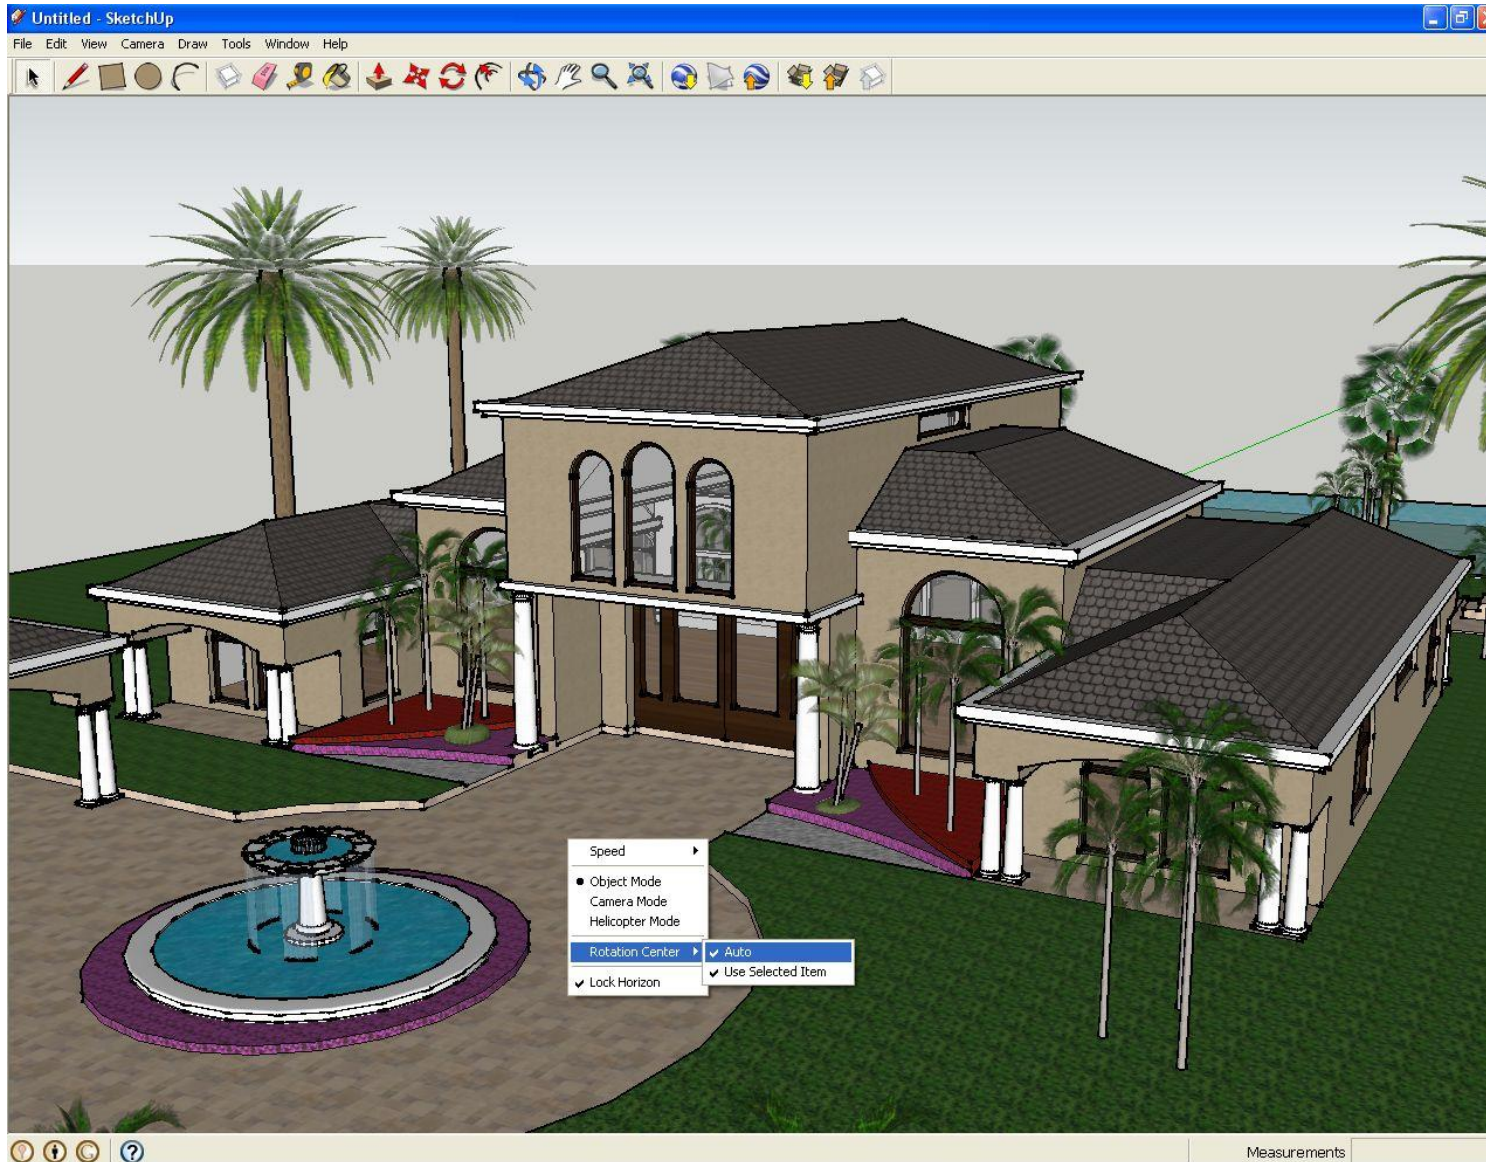 Untitled - SketchUp
File Edit View Camera Draw Tools Window Help
Speed
Object Mode
Camera Mode
Helicopter Mode
Rotation Center
Auto
Use Selected Item
Lock Horizon
Measurements